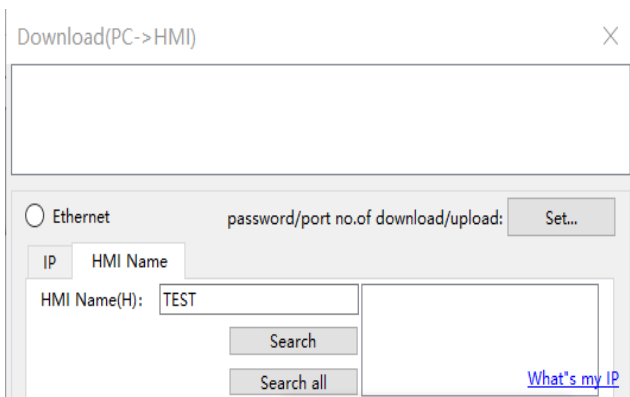 Download(PC->HMI)
Ethernet password/port no.of download/upload: Set...
IP HMI Name
HMI Name(H): TEST
Search
Search all What"s my IP